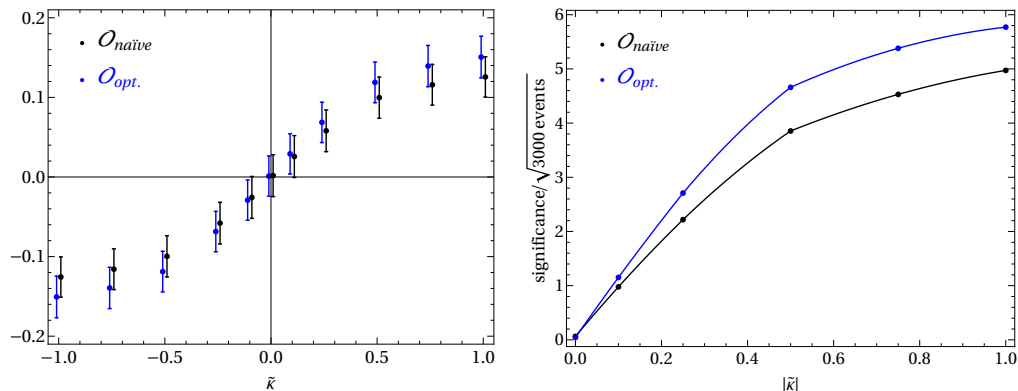 0.2
0.1
0.0
−0.1
−0.2
−1.0 −0.5 0.0 0.5 1.0
κ̃
𝒪naïve
𝒪opt.
6
5
4
3
2
1
0
0.0 0.2 0.4 0.6 0.8 1.0
|κ̃|
significance/√3000 events
𝒪naïve
𝒪opt.